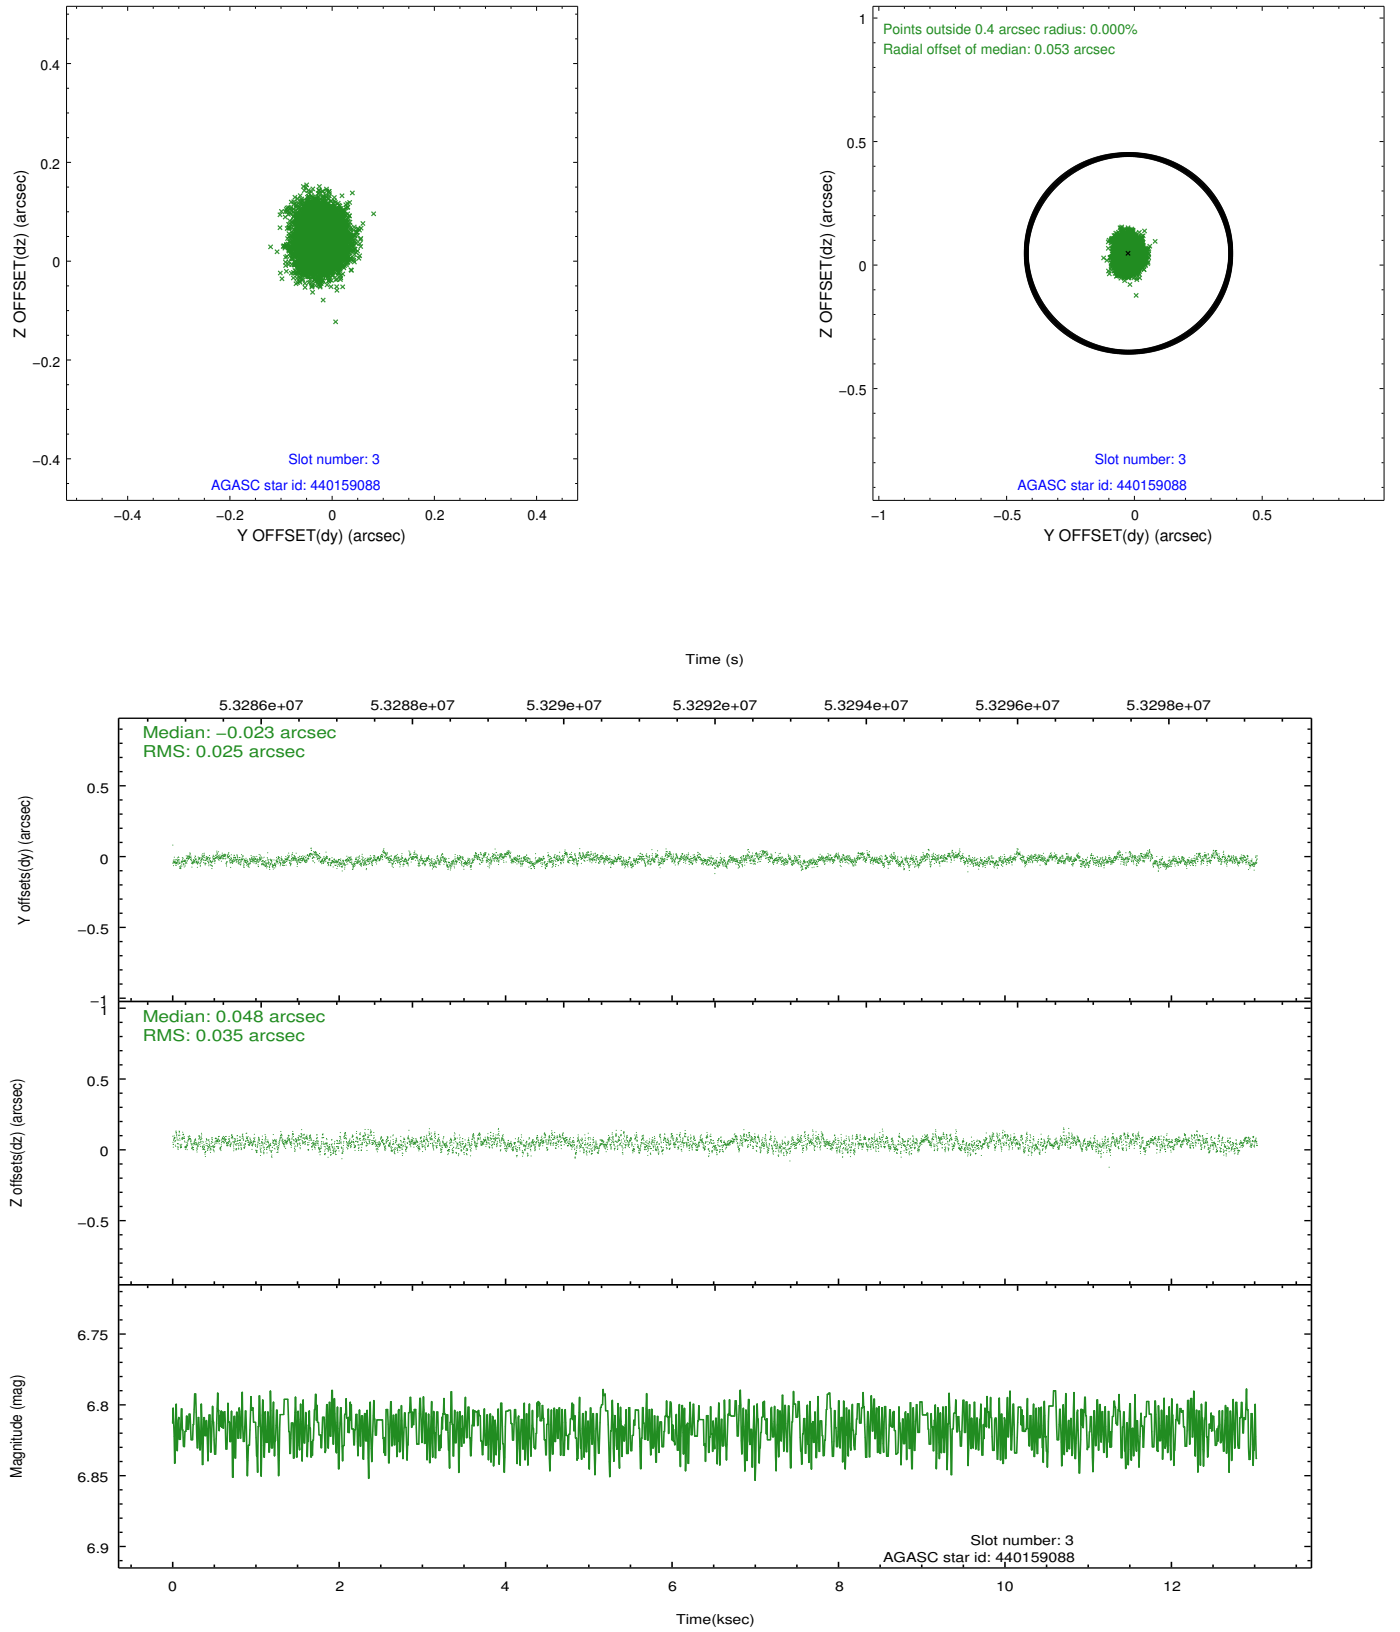 0.4
0.2
0
−0.2
−0.4
Z OFFSET(dz) (arcsec)
Slot number: 3
AGASC star id: 440159088
−0.4
−0.2
0
0.2
0.4
Y OFFSET(dy) (arcsec)
Points outside 0.4 arcsec radius: 0.000%
Radial offset of median: 0.053 arcsec
1
0.5
0
−0.5
Z OFFSET(dz) (arcsec)
Slot number: 3
AGASC star id: 440159088
−1
−0.5
0
0.5
Y OFFSET(dy) (arcsec)
Time (s)
5.3286e+07
5.3288e+07
5.329e+07
5.3292e+07
5.3294e+07
5.3296e+07
5.3298e+07
Median: −0.023 arcsec
RMS: 0.025 arcsec
0.5
0
−0.5
−1
Y offsets(dy) (arcsec)
Median: 0.048 arcsec
RMS: 0.035 arcsec
1
0.5
0
−0.5
Z offsets(dz) (arcsec)
6.75
6.8
6.85
6.9
Magnitude (mag)
Slot number: 3
AGASC star id: 440159088
0
2
4
6
8
10
12
Time(ksec)